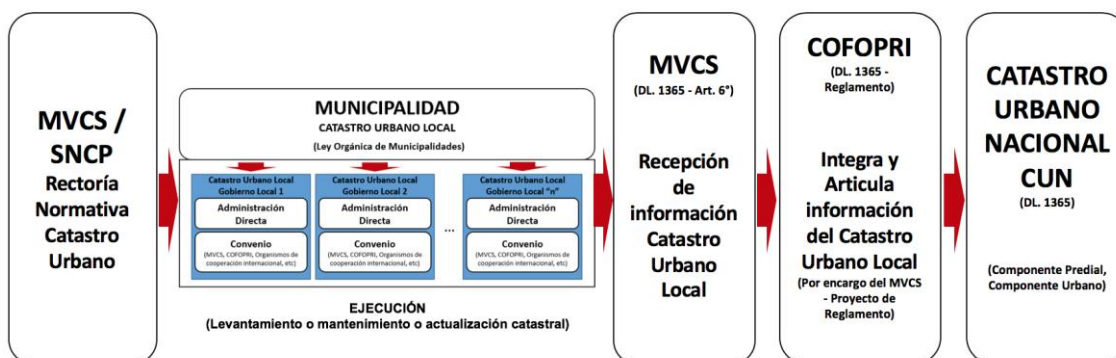 MVCS /
SNCP
Rectoría
Normativa
Catastro
Urbano
MUNICIPALIDAD
CATASTRO URBANO LOCAL
(Ley Orgánica de Municipalidades)
Catastro Urbano Local
Gobierno Local 1
Administración
Directa
Convenio
(MVCS, COFOPRI, Organismos de
cooperación internacional, etc)
Catastro Urbano Local
Gobierno Local 2
Administración
Directa
Convenio
(MVCS, COFOPRI, Organismos de
cooperación internacional, etc)
...
Catastro Urbano Local
Gobierno Local "n"
Administración
Directa
Convenio
(MVCS, COFOPRI, Organismos de
cooperación internacional, etc)
EJECUCIÓN
(Levantamiento o mantenimiento o actualización catastral)
MVCS
(DL. 1365 - Art. 6°)
Recepción
de
información
Catastro
Urbano
Local
COFOPRI
(DL. 1365 -
Reglamento)
Integra y
Articula
información
del Catastro
Urbano Local
(Por encargo del MVCS
- Proyecto de
Reglamento)
CATASTRO
URBANO
NACIONAL
CUN
(DL. 1365)
(Componente Predial,
Componente Urbano)